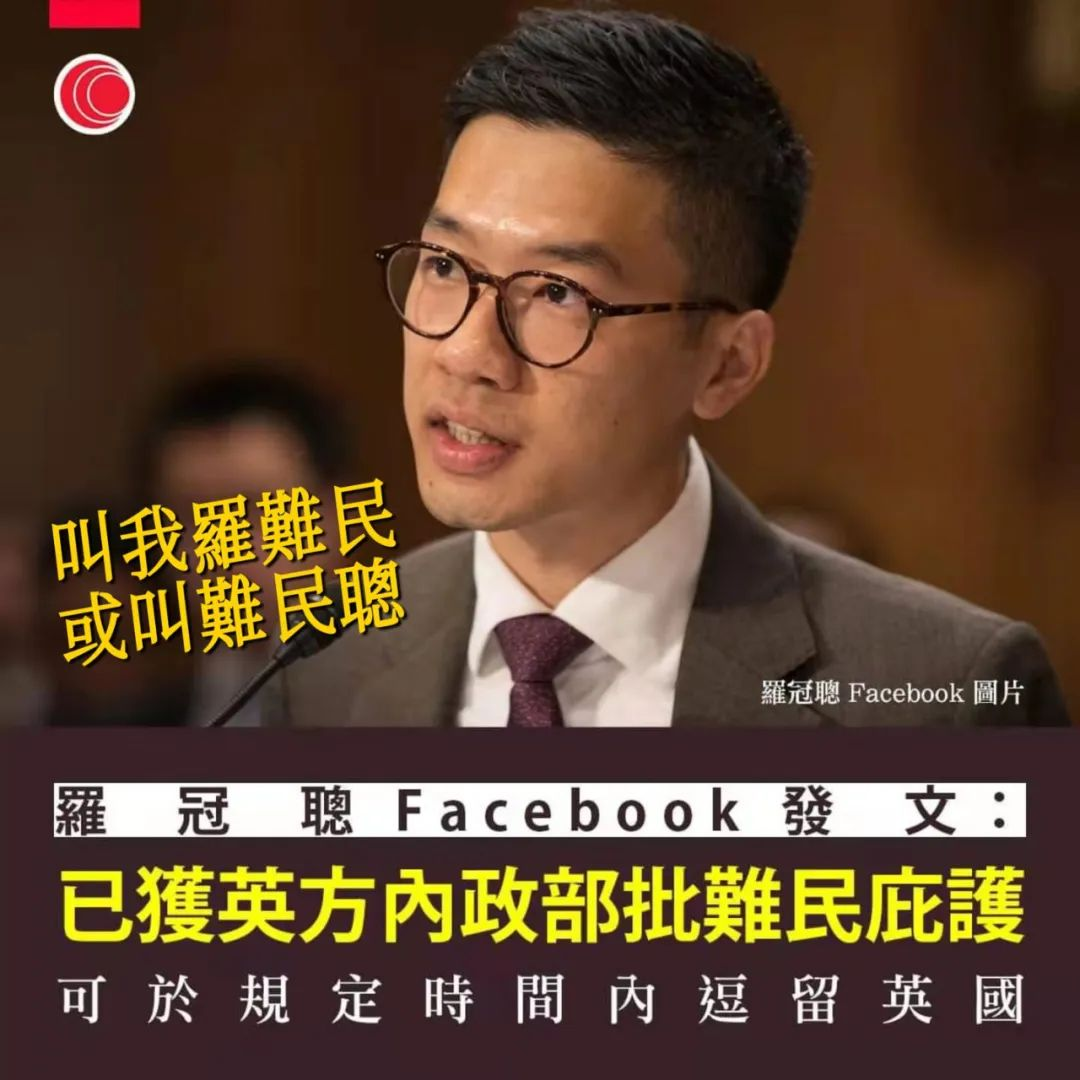 叫我羅難民
或叫難民聰
羅冠聰 Facebook 圖片
羅冠聰Facebook發文：
已獲英方內政部批難民庇護
可於規定時間內逗留英國